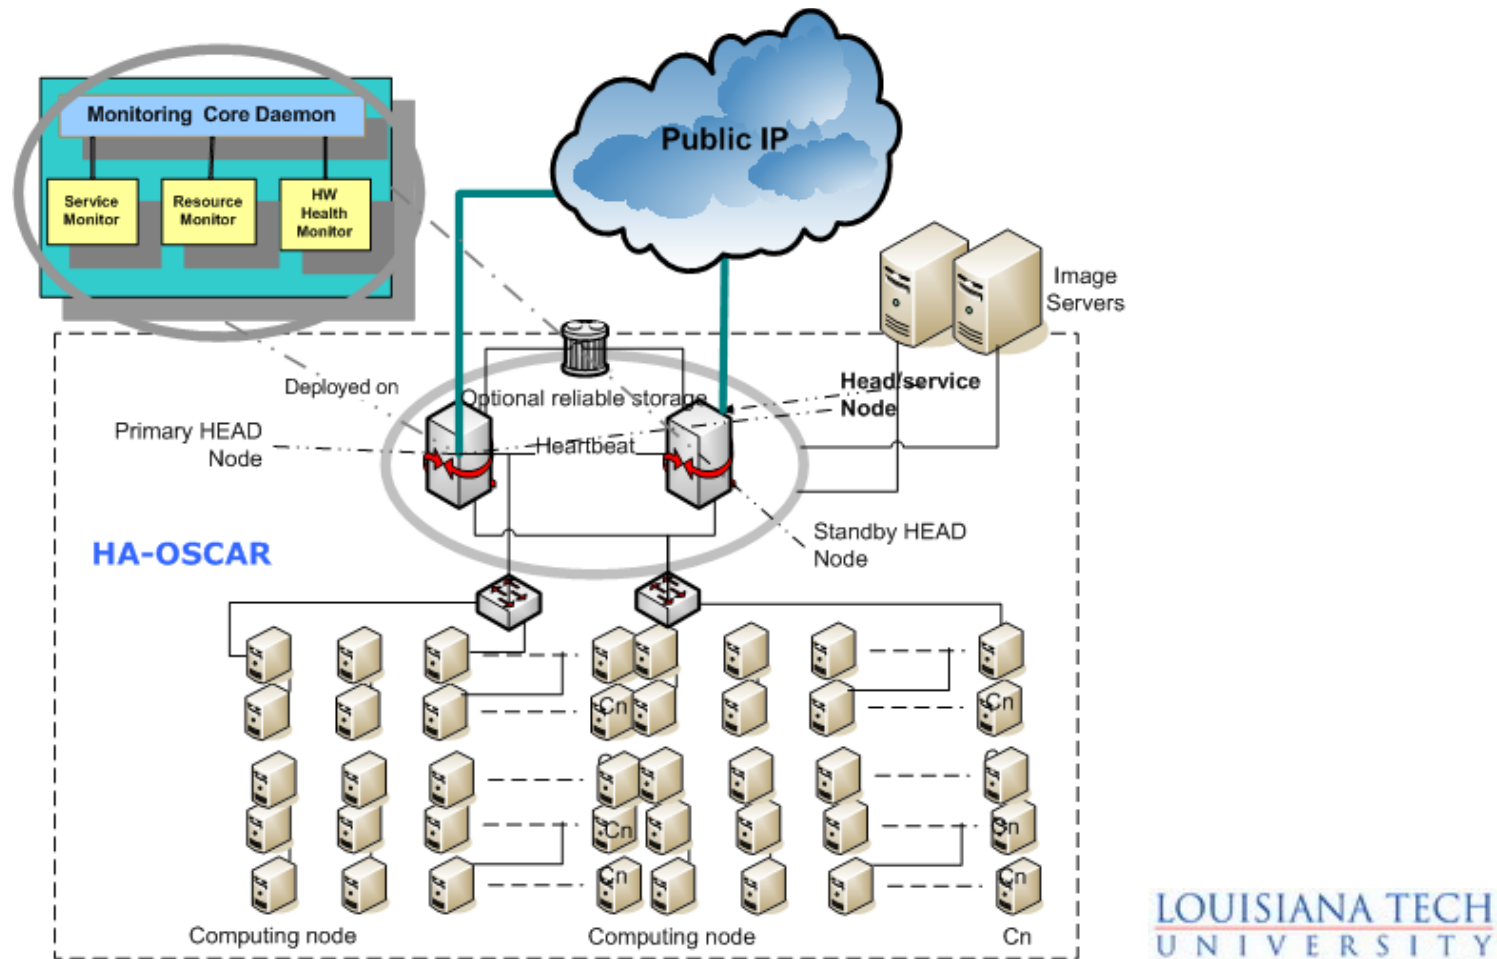 Monitoring Core Daemon
Service
Monitor
Resource
Monitor
HW
Health
Monitor
Public IP
Image
Servers
Deployed on
Optional reliable storage
Head/service
Node
Primary HEAD
Node
Heartbeat
Standby HEAD
Node
HA-OSCAR
Cn
Cn
Cn
Cn
Cn
Cn
Computing node
Computing node
Cn
LOUISIANA TECH
UNIVERSITY